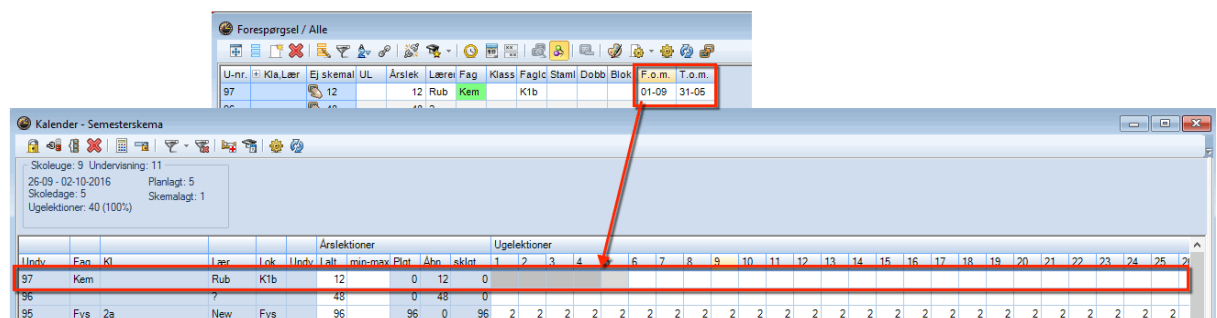 Forespørgsel / Alle
U-nr. Kla,Lær Ej skemal UL Årslek Lærer Fag Klass Faglc Staml Dobb Blok F.o.m. T.o.m.
97 12 12 Rub Kem K1b 01-09 31-05
Kalender - Semesterskema
Skoleuge: 9 Undervisning: 11
26-09 - 02-10-2016 Planlagt: 5
Skoledage: 5 Skemalagt: 1
Ugelektioner: 40 (100%)
Årslektioner Ugelektioner
Undv Fag Kl Lær Lok Undv I alt min-max Plgt Åbn sklgt 1 2 3 4 6 7 8 9 10 11 12 13 14 15 16 17 18 19 20 21 22 23 24 25
97 Kem Rub K1b 12 0 12 0
96 ? 48 0 48 0
95 Fys 2a New Fys 96 96 0 96 2 2 2 2 2 2 2 2 2 2 2 2 2 2 2 2 2 2 2 2 2 2 2 2 2